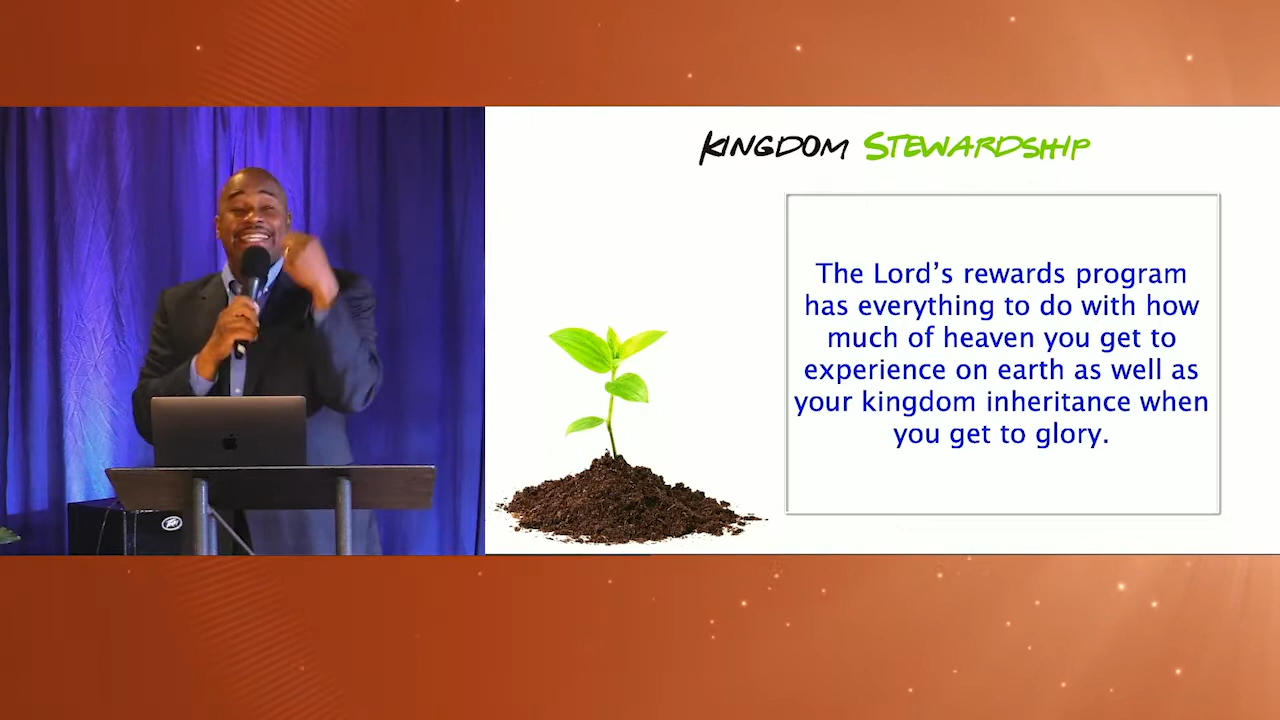 KINGDOM STEWARDSHIP
The Lord's rewards program
has everything to do with how
much of heaven you get to
experience on earth as well as
your kingdom inheritance when
you get to glory.